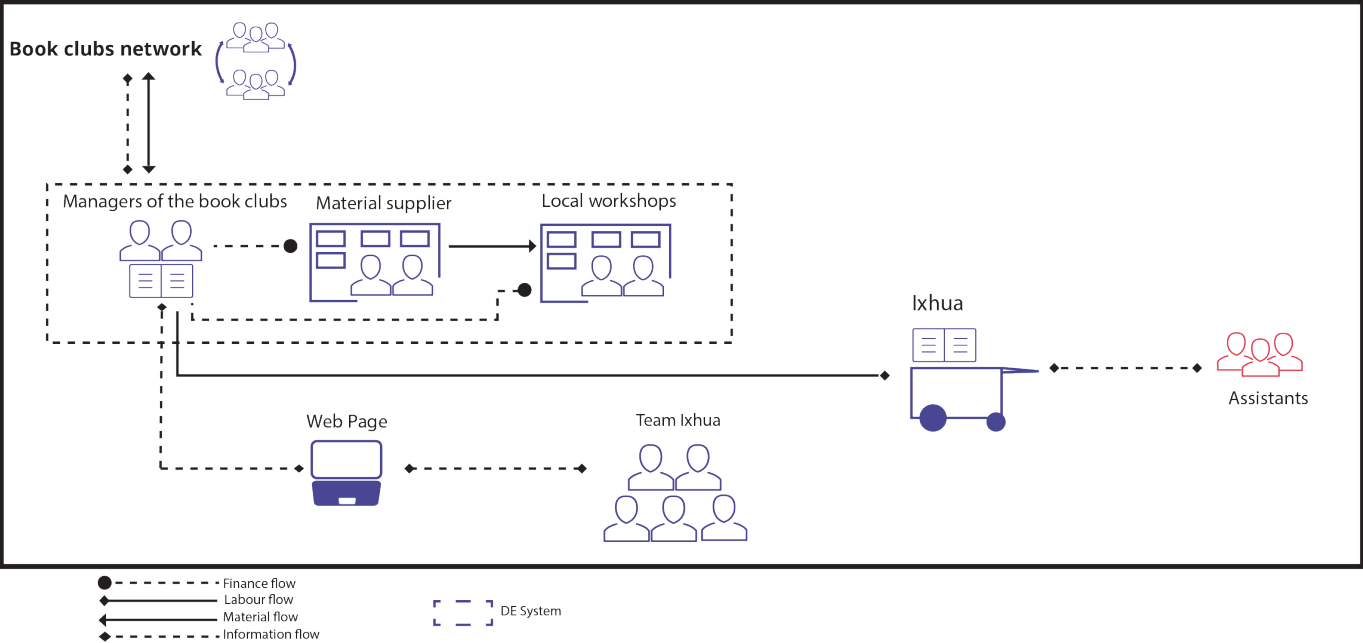 Book clubs network
Managers of the book clubs
Material supplier
Local workshops
Ixhua
Assistants
Web Page
Team Ixhua
Finance flow
Labour flow
Material flow
Information flow
DE System